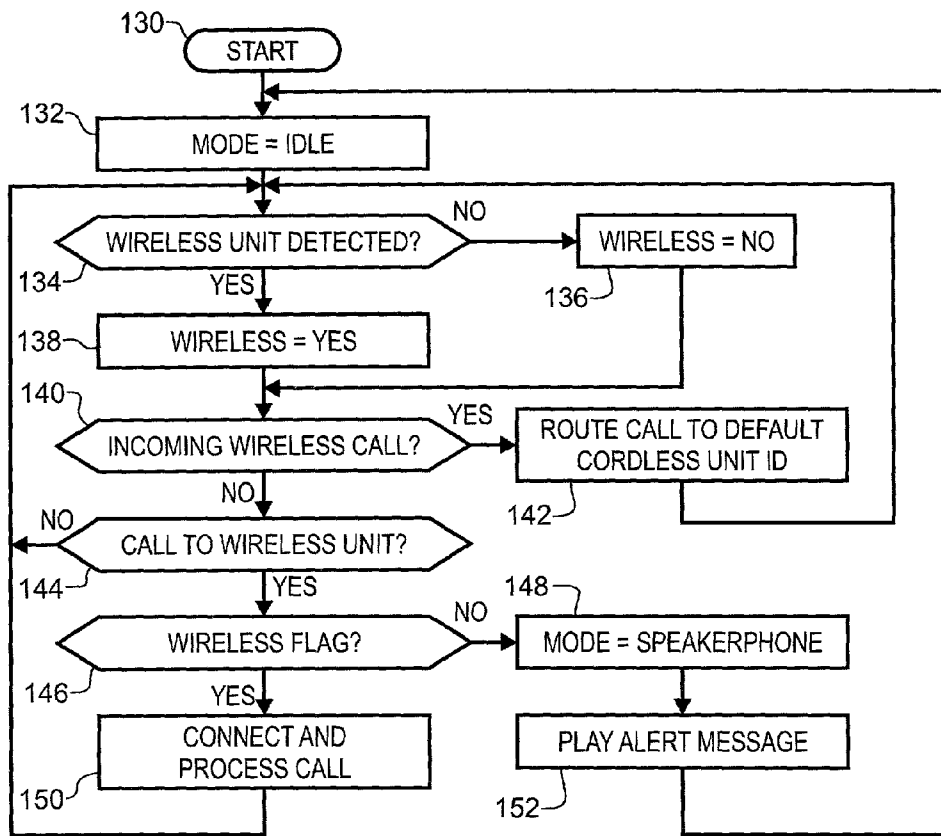 130
START
132
MODE = IDLE
WIRELESS UNIT DETECTED?
NO
WIRELESS = NO
134
YES
136
138
WIRELESS = YES
140
INCOMING WIRELESS CALL?
YES
ROUTE CALL TO DEFAULT
CORDLESS UNIT ID
NO
142
NO
CALL TO WIRELESS UNIT?
144
YES
148
WIRELESS FLAG?
NO
MODE = SPEAKERPHONE
146
YES
CONNECT AND
PROCESS CALL
PLAY ALERT MESSAGE
150
152